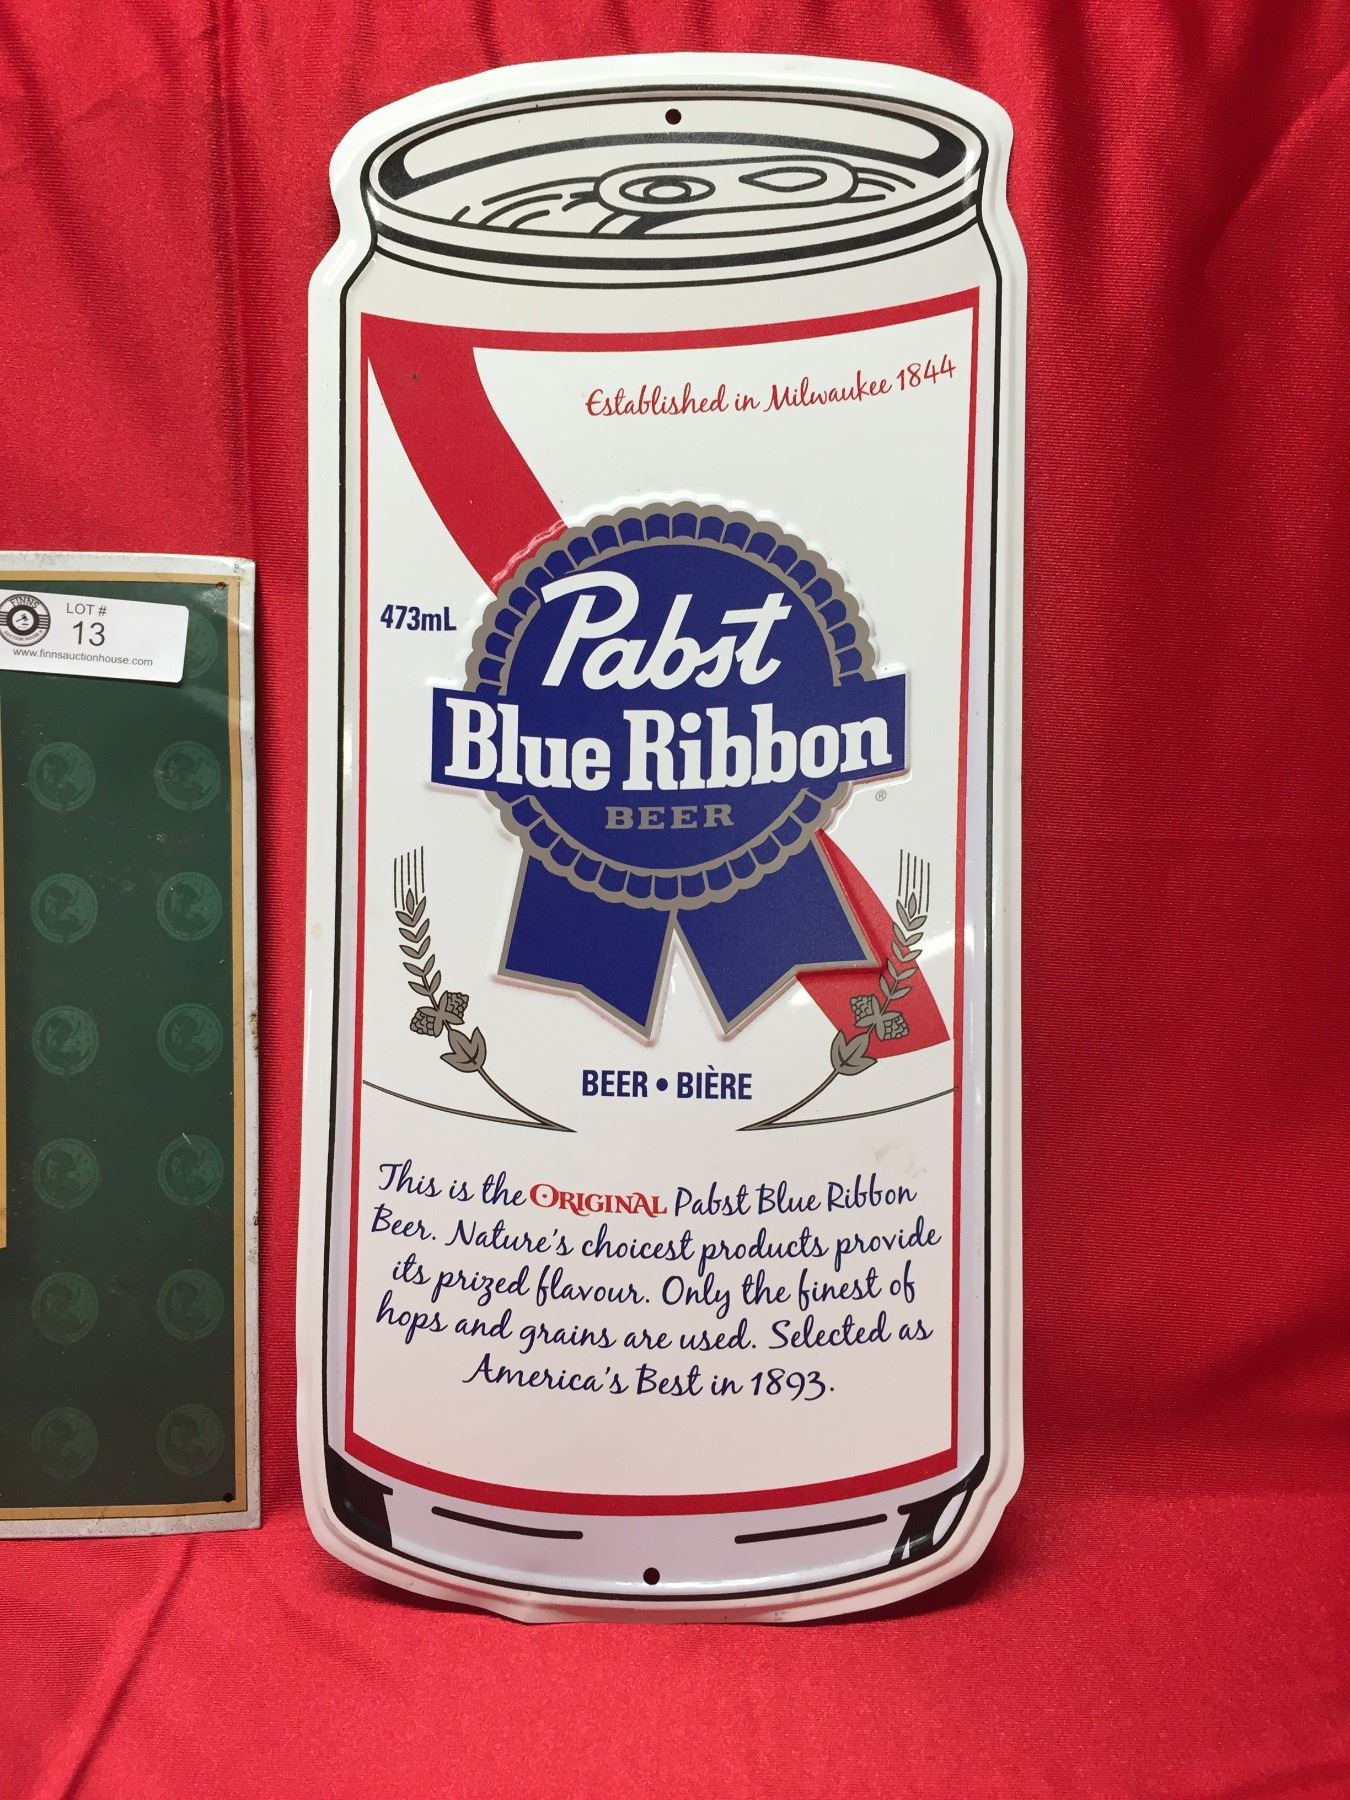 Established in Milwaukee 1844
473mL
Pabst
Blue Ribbon
®
BEER
BEER • BIÈRE
This is the ORIGINAL Pabst Blue Ribbon
Beer. Nature's choicest products provide
its prized flavour. Only the finest of
hops and grains are used. Selected as
America's Best in 1893.
FINNS
LOT #
13
www.finnsauctionhouse.com